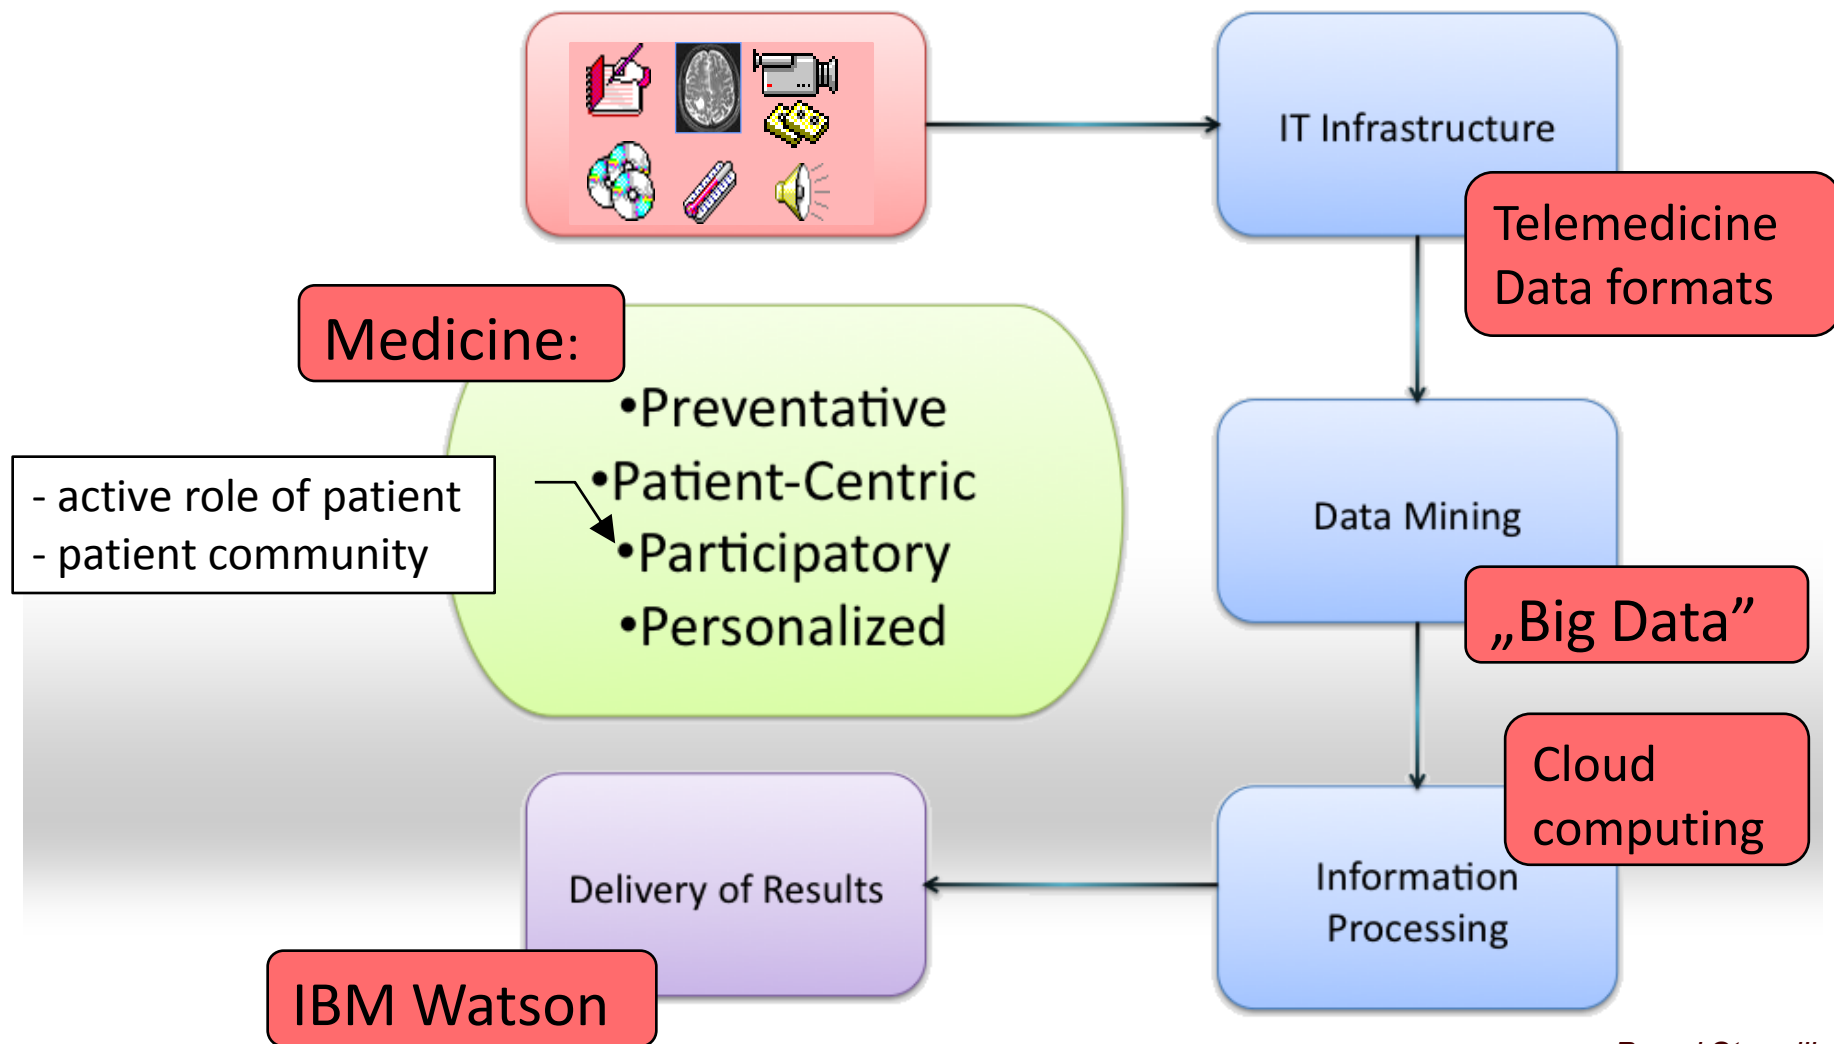 IT Infrastructure
Telemedicine
Data formats
Medicine:
•Preventative
•Patient-Centric
•Participatory
•Personalized
- active role of patient
- patient community
Data Mining
„Big Data”
Cloud
computing
Information
Processing
Delivery of Results
IBM Watson